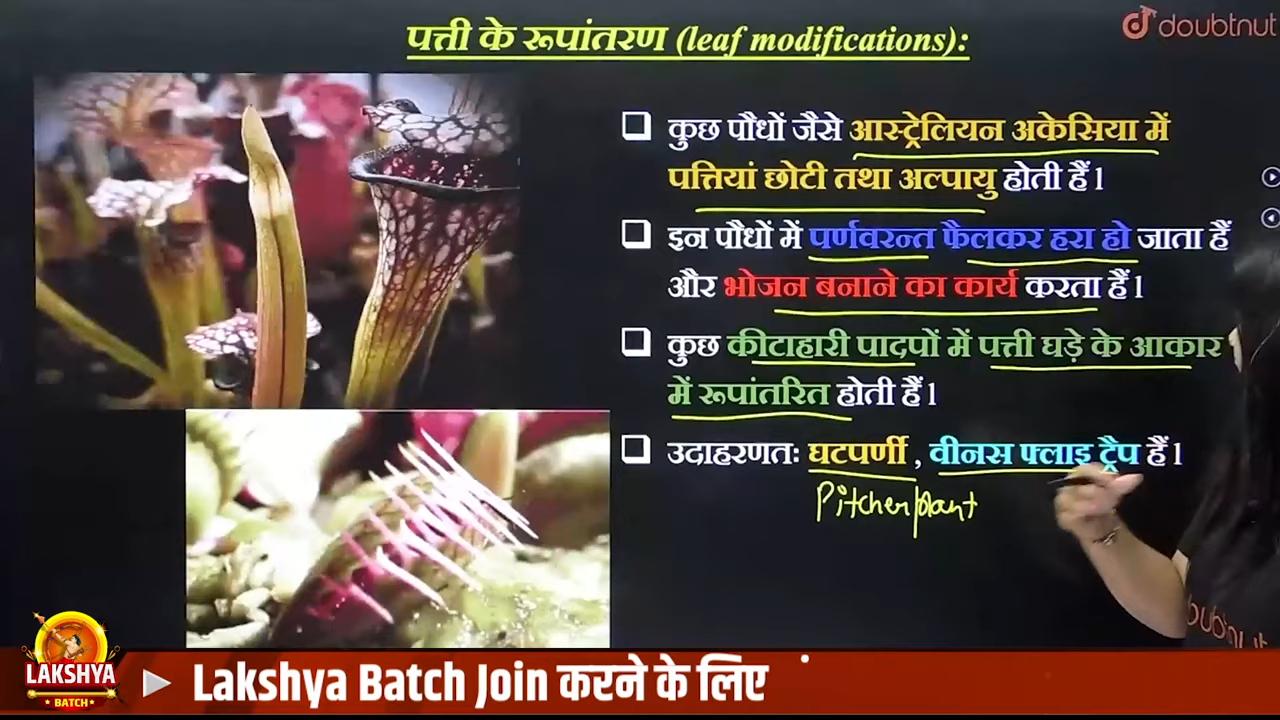 पत्ती के रूपांतरण (leaf modifications):
doubtnut
कुछ पौधों जैसे आस्ट्रेलियन अकेसिया में
पत्तियां छोटी तथा अल्पायु होती हैं।
इन पौधों में पर्णवरन्त फैलकर हरा हो जाता हैं
और भोजन बनाने का कार्य करता हैं।
कुछ कीटाहारी पादपों में पत्ती घड़े के आकार
में रूपांतरित होती हैं।
उदाहरणतः घटपर्णी , वीनस फ्लाइ ट्रैप हैं।
Pitcher plant
LAKSHYA
BATCH
Lakshya Batch Join करने के लिए